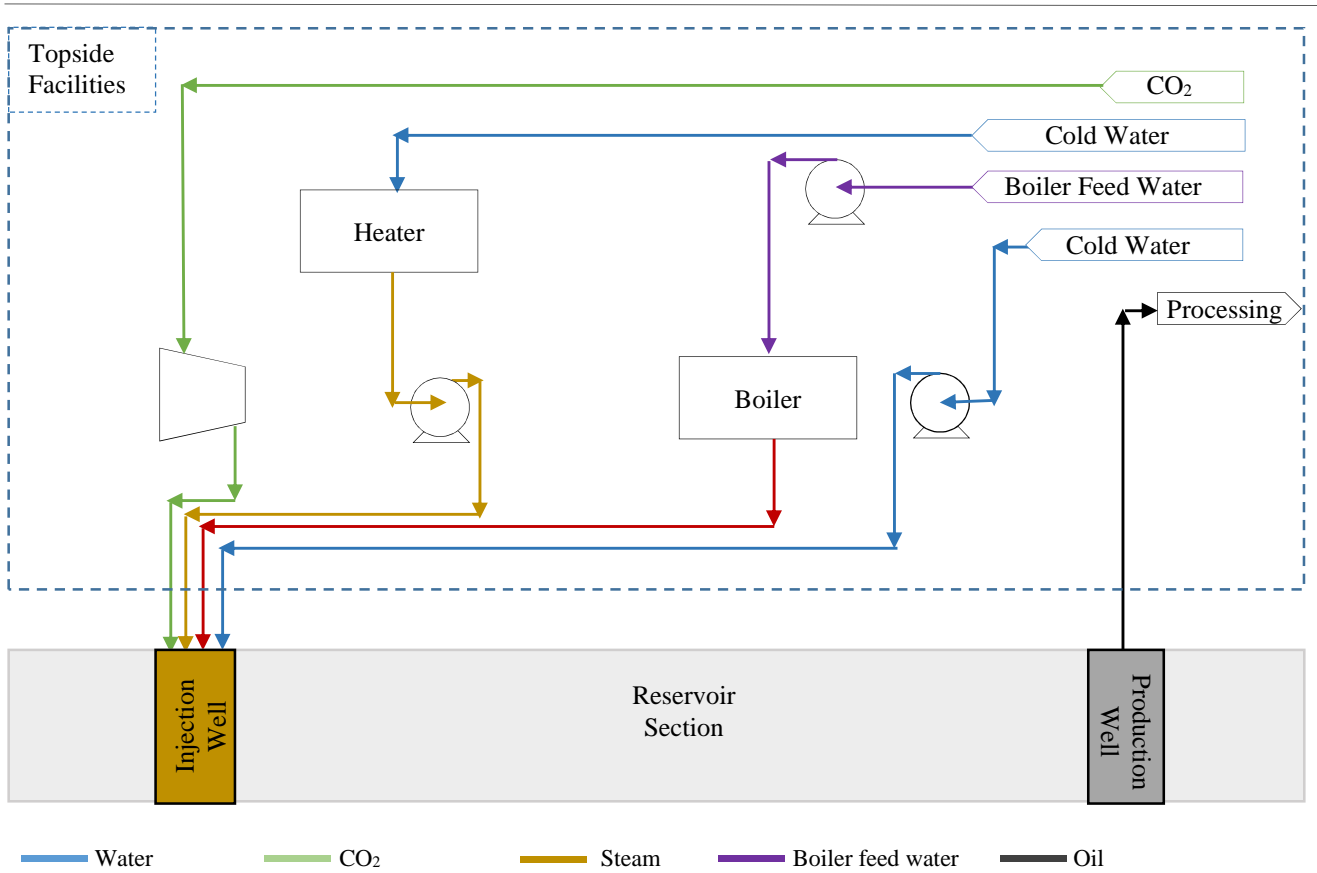 Topside
Facilities
CO₂
Cold Water
Boiler Feed Water
Heater
Cold Water
Processing
Boiler
Injection
Well
Reservoir
Section
Production
Well
Water
CO₂
Steam
Boiler feed water
Oil